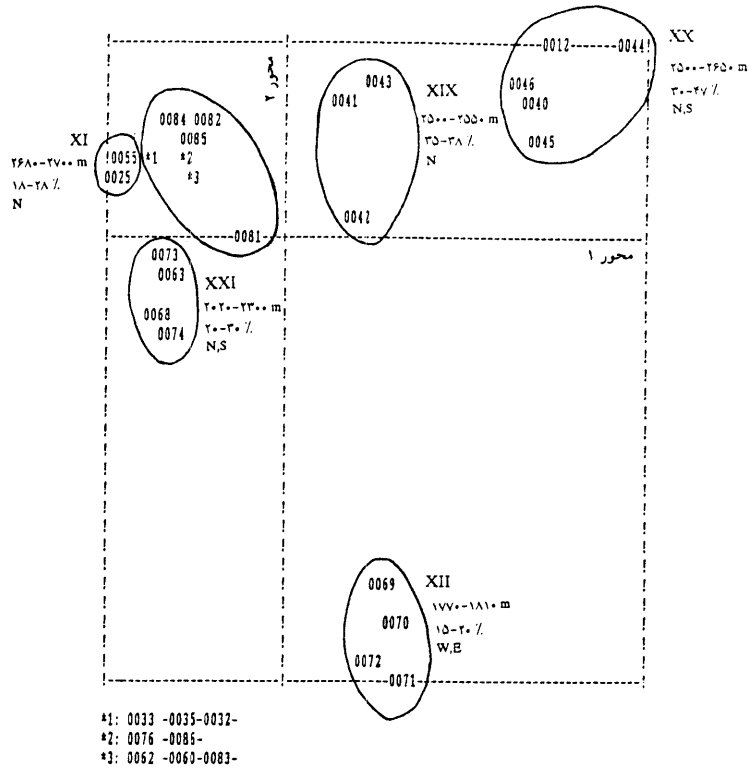 XX
0012 0044
۲۵۰۰-۲۶۵۰ m
0046
۳۰-۴۷ ٪
0040
N,S
0045
محور ۲
0043
XIX
0041
۲۵۰۰-۲۵۵۰ m
۳۵-۳۸ ٪
N
0042
0084 0082
0085
XI
0055 *1 *2
۲۶۸۰-۲۷۰۰ m
0025 *3
۱۸-۲۸ ٪
N
0081
محور ۱
0073
0063
XXI
۲۰۲۰-۲۳۰۰ m
0068
۲۰-۳۰ ٪
0074
N,S
0069
XII
۱۷۷۰-۱۸۱۰ m
0070
۱۵-۲۰ ٪
W,E
0072
0071
*1: 0033 -0035-0032-
*2: 0076 -0086-
*3: 0062 -0060-0083-